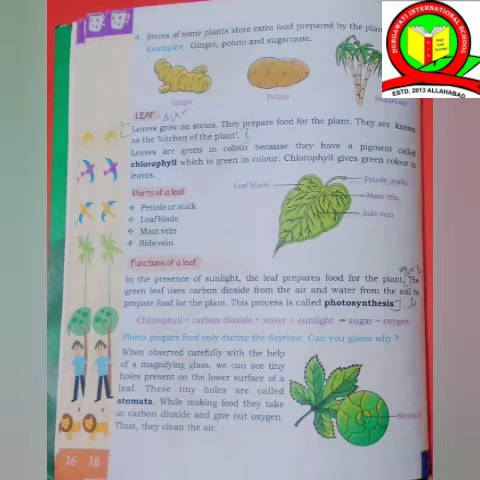 4. Stems of some plants store extra food prepared by the plan
Examples : Ginger, potato and sugarcane.
Ginger
Potato
Sugarcane
DURGAWATI INTERNATIONAL SCHOOL
ESTD. 2013 ALLAHABAD
LEAF
Leaves grow on stems. They prepare food for the plant. They are known
as the 'kitchen of the plant'.
Leaves are green in colour because they have a pigment called
chlorophyll which is green in colour. Chlorophyll gives green colour to
leaves.
Parts of a leaf
Petiole or stalk
Leaf blade
Main vein
Side vein
Leaf blade
Petiole (stalk)
Main vein
Side vein
Functions of a leaf
In the presence of sunlight, the leaf prepares food for the plant. The
green leaf uses carbon dioxide from the air and water from the soil to
prepare food for the plant. This process is called photosynthesis.
Chlorophyll + carbon dioxide + water + sunlight → sugar + oxygen
Plants prepare food only during the daytime. Can you guess why ?
When observed carefully with the help
of a magnifying glass, we can see tiny
holes present on the lower surface of a
leaf. These tiny holes are called
stomata. While making food they take
in carbon dioxide and give out oxygen.
Thus, they clean the air.
Stomata
16 18